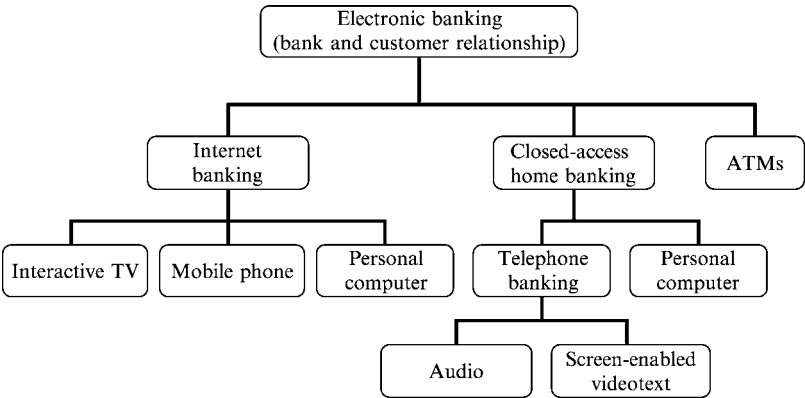 Electronic banking
(bank and customer relationship)
Internet
banking
Closed-access
home banking
ATMs
Interactive TV
Mobile phone
Personal
computer
Telephone
banking
Personal
computer
Audio
Screen-enabled
videotext